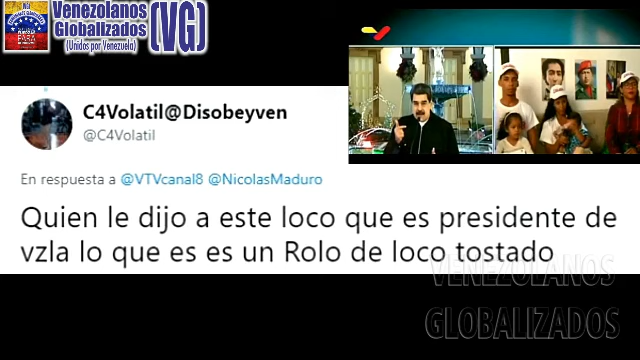 Venezolanos
Globalizados
(Unidos por Venezuela)
(VG)
C4Volatil@Disobeyven
@C4Volatil
En respuesta a @VTVcanal8 @NicolasMaduro
Quien le dijo a este loco que es presidente de
vzla lo que es es un Rolo de loco tostado
VENEZOLANOS
GLOBALIZADOS